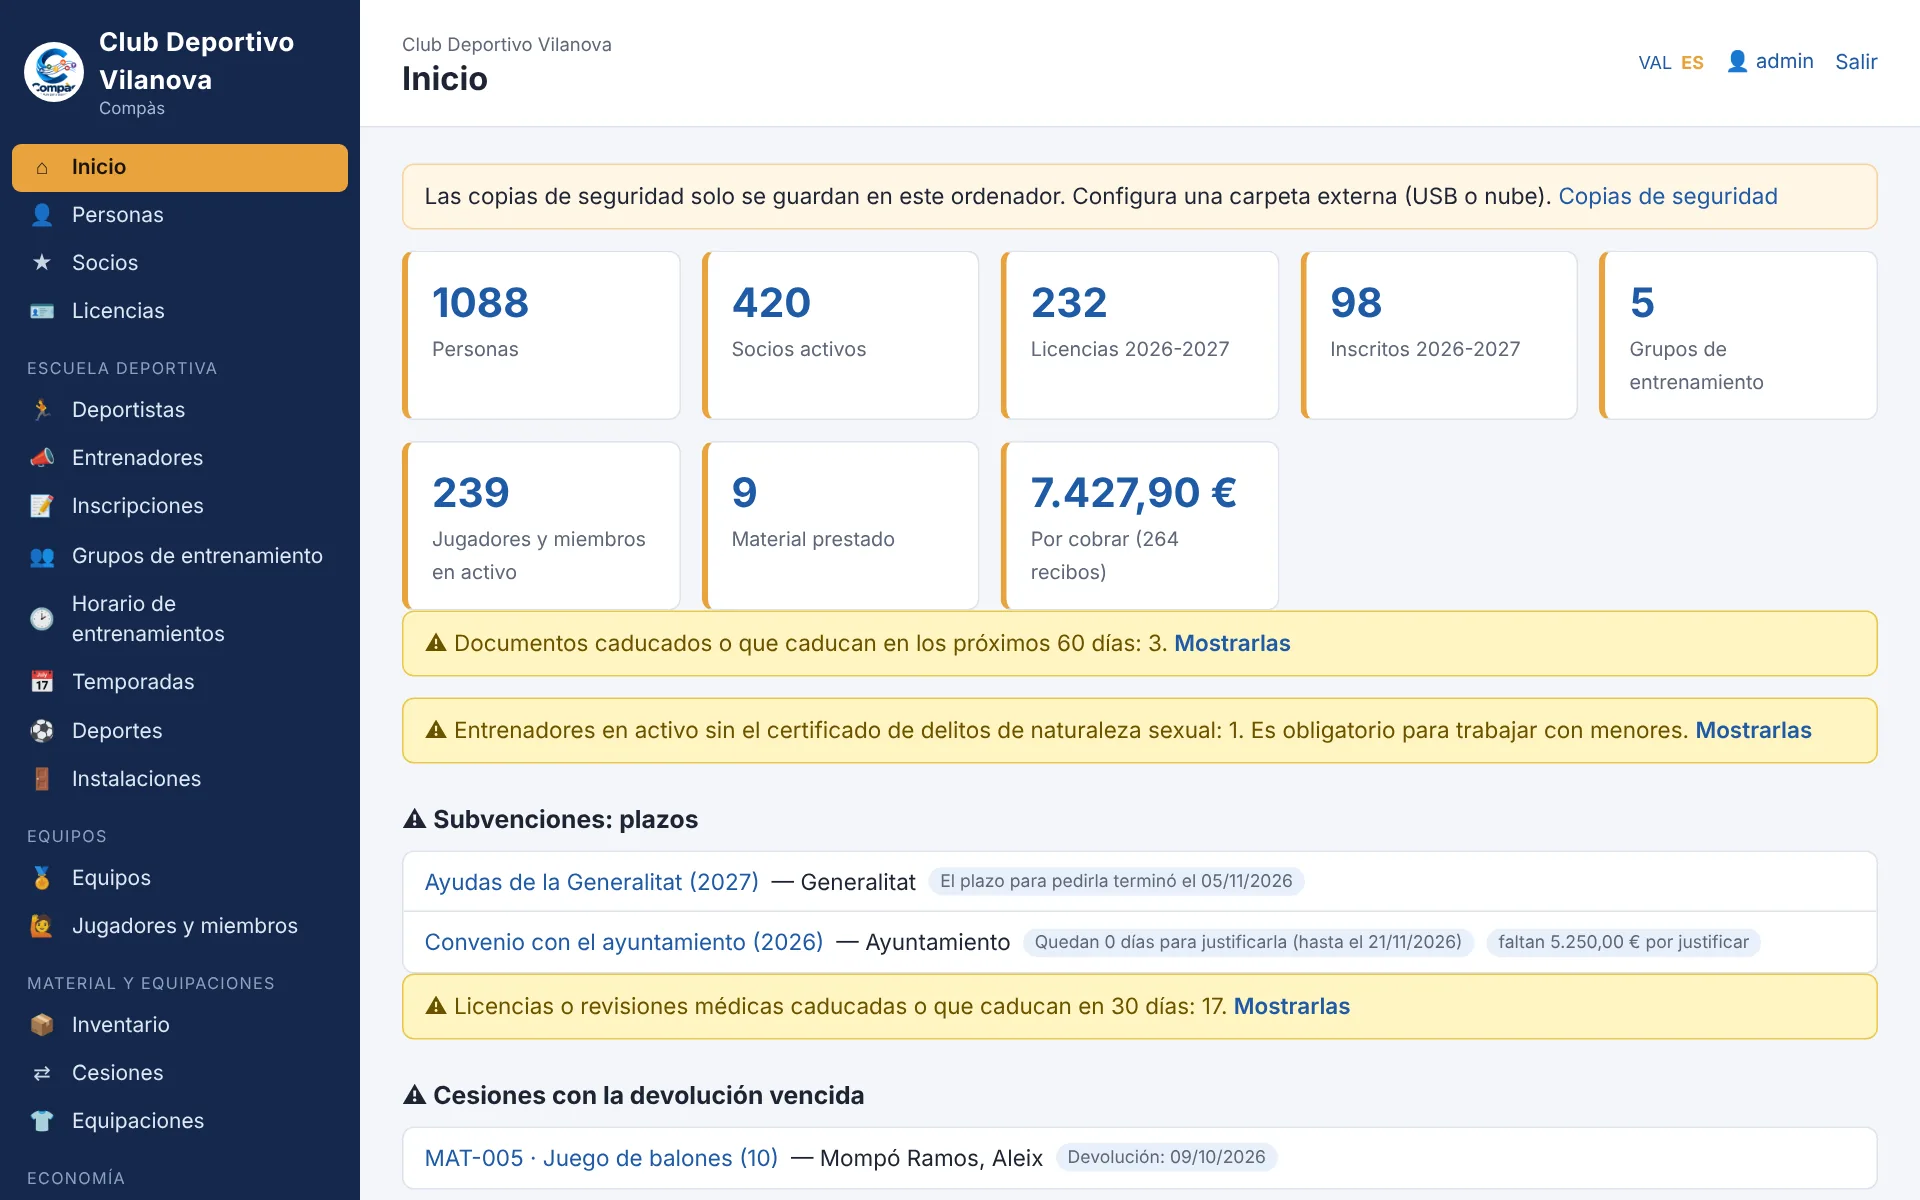 Club Deportivo
Vilanova
Compàs
Inicio
Personas
Socios
Licencias
ESCUELA DEPORTIVA
Deportistas
Entrenadores
Inscripciones
Grupos de entrenamiento
Horario de
entrenamientos
Temporadas
Deportes
Instalaciones
EQUIPOS
Equipos
Jugadores y miembros
MATERIAL Y EQUIPACIONES
Inventario
Cesiones
Equipaciones
ECONOMÍA
Club Deportivo Vilanova
Inicio
VAL ES admin Salir
Las copias de seguridad solo se guardan en este ordenador. Configura una carpeta externa (USB o nube). Copias de seguridad
1088
Personas
420
Socios activos
232
Licencias 2026-2027
98
Inscritos 2026-2027
5
Grupos de
entrenamiento
239
Jugadores y miembros
en activo
9
Material prestado
7.427,90 €
Por cobrar (264
recibos)
⚠ Documentos caducados o que caducan en los próximos 60 días: 3. Mostrarlas
⚠ Entrenadores en activo sin el certificado de delitos de naturaleza sexual: 1. Es obligatorio para trabajar con menores. Mostrarlas
⚠ Subvenciones: plazos
Ayudas de la Generalitat (2027) — Generalitat El plazo para pedirla terminó el 05/11/2026
Convenio con el ayuntamiento (2026) — Ayuntamiento Quedan 0 días para justificarla (hasta el 21/11/2026) faltan 5.250,00 € por justificar
⚠ Licencias o revisiones médicas caducadas o que caducan en 30 días: 17. Mostrarlas
⚠ Cesiones con la devolución vencida
MAT-005 · Juego de balones (10) — Mompó Ramos, Aleix Devolución: 09/10/2026